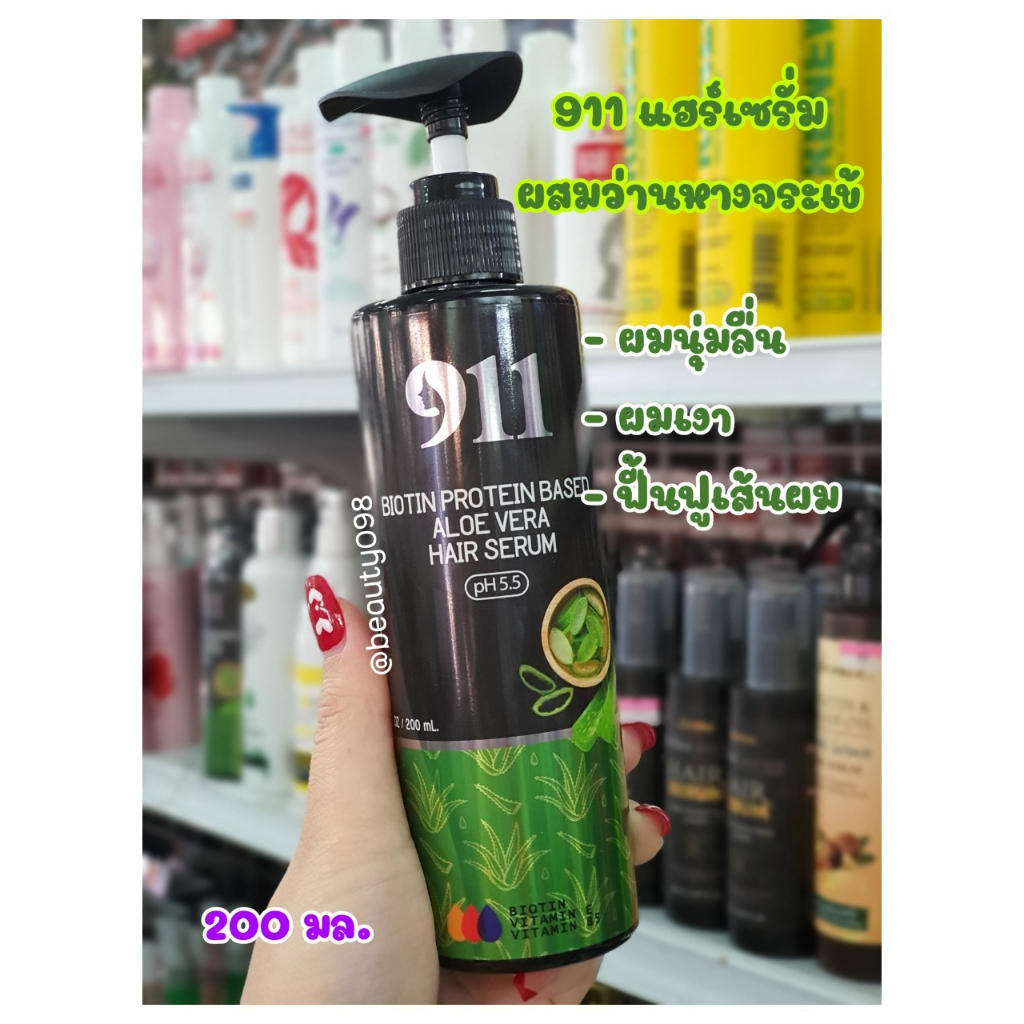 911 แฮร์เซรั่ม
ผสมว่านหางจระเข้
- ผมนุ่มลื่น
- ผมเงา
- ฟื้นฟูเส้นผม
911
BIOTIN PROTEIN BASED
ALOE VERA
HAIR SERUM
pH 5.5
@beauty098
OZ / 200 mL.
BIOTIN
VITAMIN E
VITAMIN B5
200 มล.
HAIR